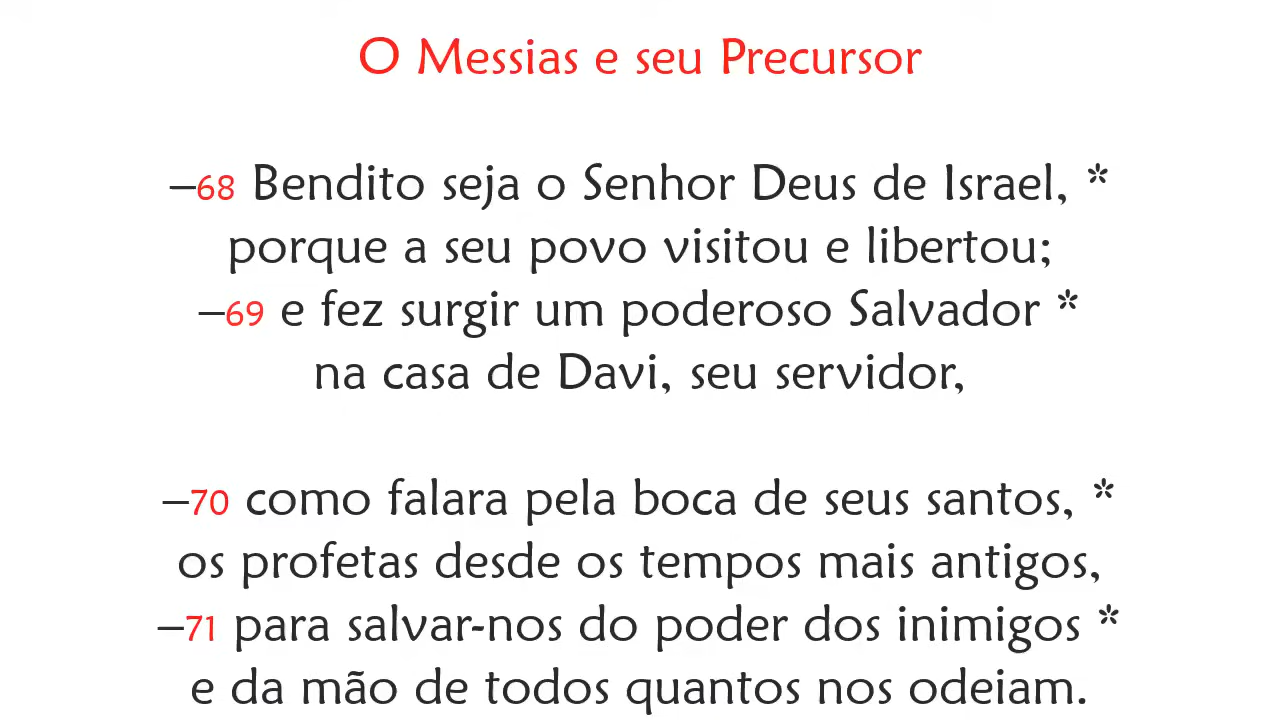 O Messias e seu Precursor
–68 Bendito seja o Senhor Deus de Israel, *
porque a seu povo visitou e libertou;
–69 e fez surgir um poderoso Salvador *
na casa de Davi, seu servidor,
–70 como falara pela boca de seus santos, *
os profetas desde os tempos mais antigos,
–71 para salvar-nos do poder dos inimigos *
e da mão de todos quantos nos odeiam.